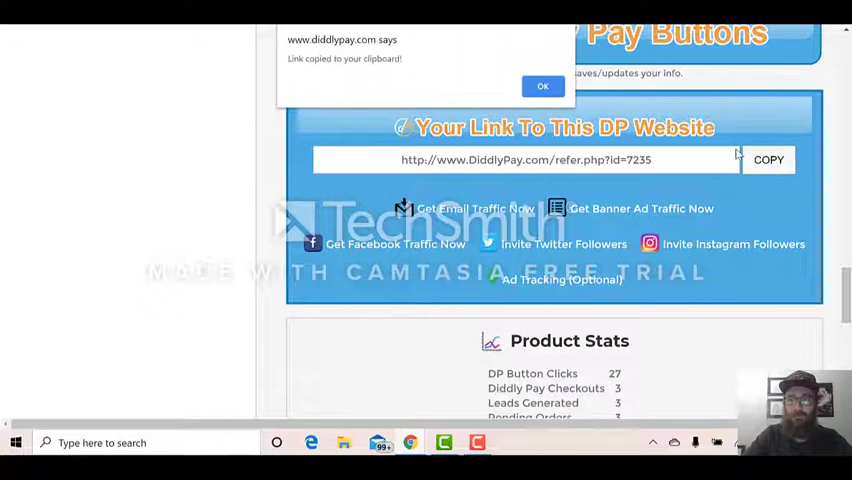 www.diddlypay.com says
Link copied to your clipboard!
OK
Pay Buttons
saves/updates your info.
Your Link To This DP Website
http://www.DiddlyPay.com/refer.php?id=7235
COPY
Get Email Traffic Now
Get Banner Ad Traffic Now
TechSmith
Get Facebook Traffic Now
Invite Twitter Followers
Invite Instagram Followers
MADE WITH CAMTASIA FREE TRIAL
Ad Tracking (Optional)
Product Stats
DP Button Clicks 27
Diddly Pay Checkouts 3
Leads Generated 3
Pending Orders 3
Type here to search
99+